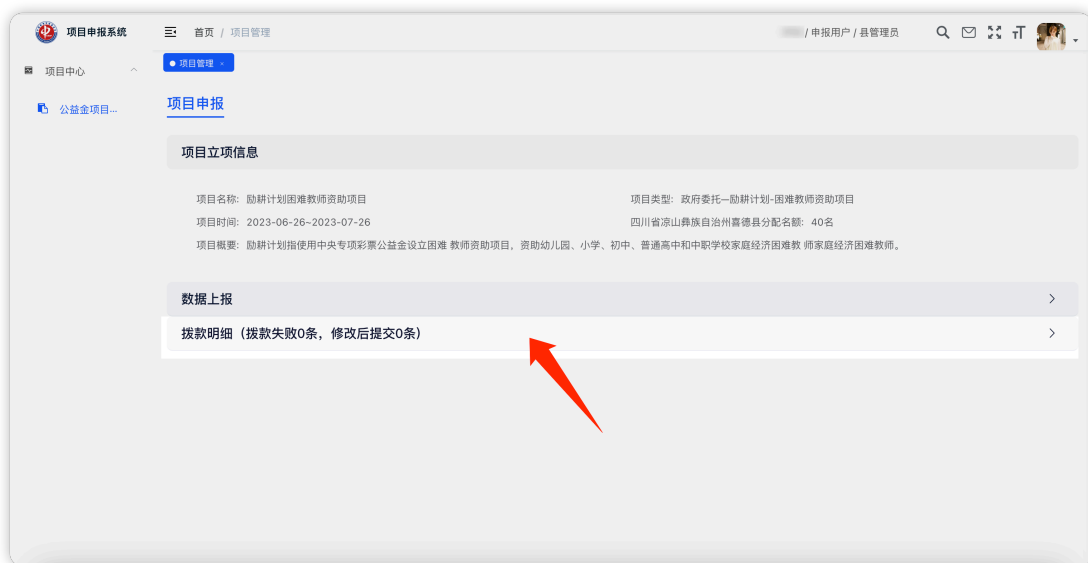 项目申报系统
首页 / 项目管理
/ 申报用户 / 县管理员
项目中心
项目管理
公益金项目...
项目申报
项目立项信息
项目名称: 励耕计划困难教师资助项目
项目类型: 政府委托—励耕计划-困难教师资助项目
项目时间: 2023-06-26~2023-07-26
四川省凉山彝族自治州喜德县分配名额: 40名
项目概要: 励耕计划指使用中央专项彩票公益金设立困难 教师资助项目，资助幼儿园、小学、初中、普通高中和中职学校家庭经济困难教 师家庭经济困难教师。
数据上报
拨款明细（拨款失败0条，修改后提交0条）